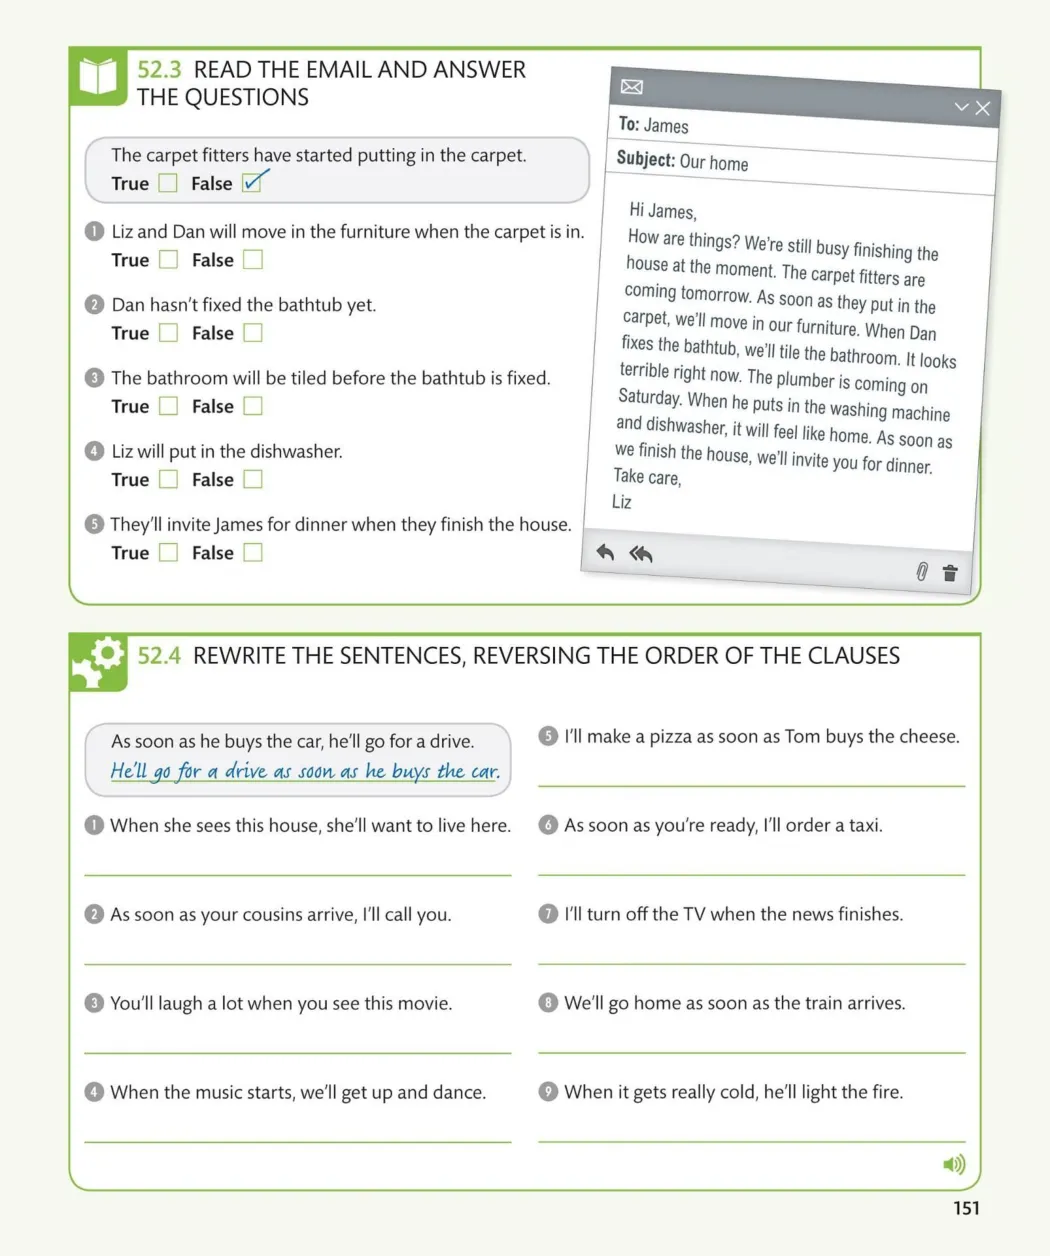 52.3 READ THE EMAIL AND ANSWER
THE QUESTIONS
The carpet fitters have started putting in the carpet.
True False
1 Liz and Dan will move in the furniture when the carpet is in.
True False
2 Dan hasn't fixed the bathtub yet.
True False
3 The bathroom will be tiled before the bathtub is fixed.
True False
4 Liz will put in the dishwasher.
True False
5 They'll invite James for dinner when they finish the house.
True False
To: James
Subject: Our home
Hi James,
How are things? We're still busy finishing the
house at the moment. The carpet fitters are
coming tomorrow. As soon as they put in the
carpet, we'll move in our furniture. When Dan
fixes the bathtub, we'll tile the bathroom. It looks
terrible right now. The plumber is coming on
Saturday. When he puts in the washing machine
and dishwasher, it will feel like home. As soon as
we finish the house, we'll invite you for dinner.
Take care,
Liz
52.4 REWRITE THE SENTENCES, REVERSING THE ORDER OF THE CLAUSES
As soon as he buys the car, he'll go for a drive.
He'll go for a drive as soon as he buys the car.
1 When she sees this house, she'll want to live here.
2 As soon as your cousins arrive, I'll call you.
3 You'll laugh a lot when you see this movie.
4 When the music starts, we'll get up and dance.
5 I'll make a pizza as soon as Tom buys the cheese.
6 As soon as you're ready, I'll order a taxi.
7 I'll turn off the TV when the news finishes.
8 We'll go home as soon as the train arrives.
9 When it gets really cold, he'll light the fire.
151